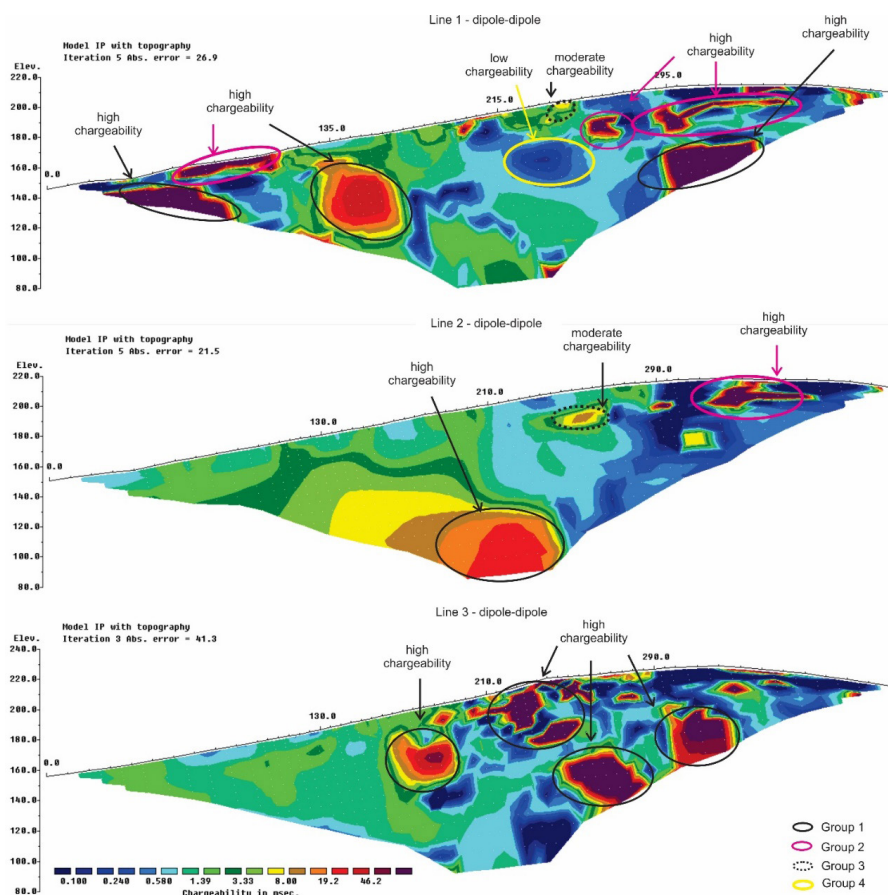 Line 1 - dipole-dipole
Model IP with topography
Iteration 5 Abs. error = 26.9
high
chargeability
low
chargeability
moderate
chargeability
high
chargeability
high
chargeability
high
chargeability
high
chargeability
Elev.
220.0
200.0
180.0
160.0
140.0
120.0
100.0
80.0
0.0
135.0
215.0
295.0
Line 2 - dipole-dipole
Model IP with topography
Iteration 5 Abs. error = 21.5
high
chargeability
moderate
chargeability
high
chargeability
Elev.
220.0
200.0
180.0
160.0
140.0
120.0
100.0
80.0
0.0
130.0
210.0
290.0
Line 3 - dipole-dipole
Model IP with topography
Iteration 3 Abs. error = 41.3
high
chargeability
high
chargeability
Elev.
240.0
220.0
200.0
180.0
160.0
140.0
120.0
100.0
80.0
0.0
130.0
210.0
290.0
0.100 0.240 0.580 1.39 3.33 8.00 19.2 46.2
Chargeability in msec.
Group 1
Group 2
Group 3
Group 4